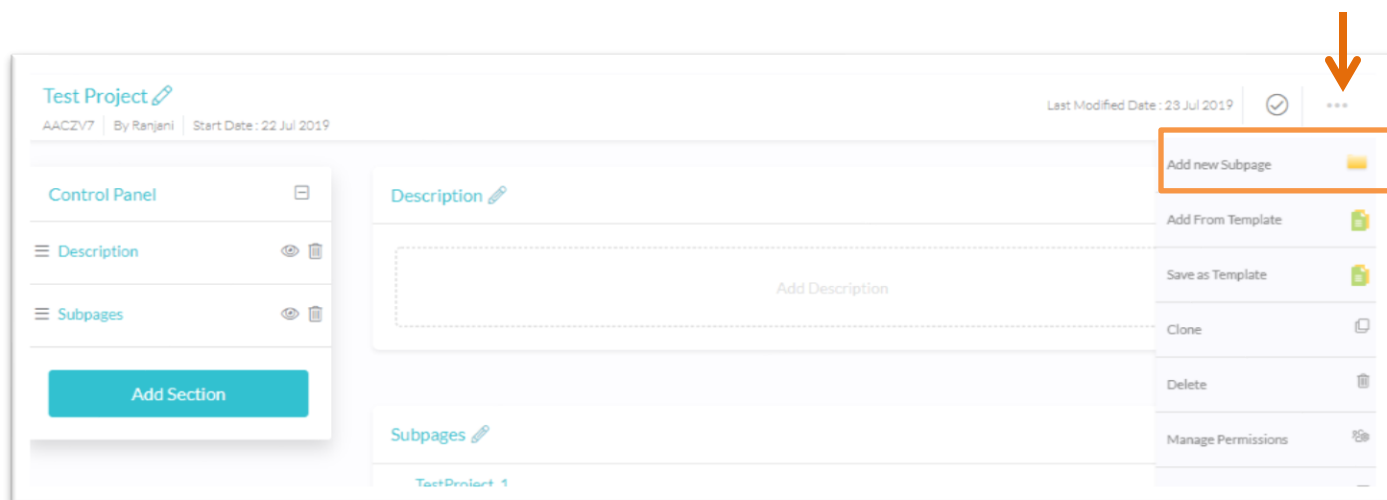 Test Project
AACZV7 By Ranjani Start Date : 22 Jul 2019
Last Modified Date : 23 Jul 2019
Control Panel
Description
Subpages
Add Section
Description
Add Description
Subpages
TestProject_1
Add new Subpage
Add From Template
Save as Template
Clone
Delete
Manage Permissions